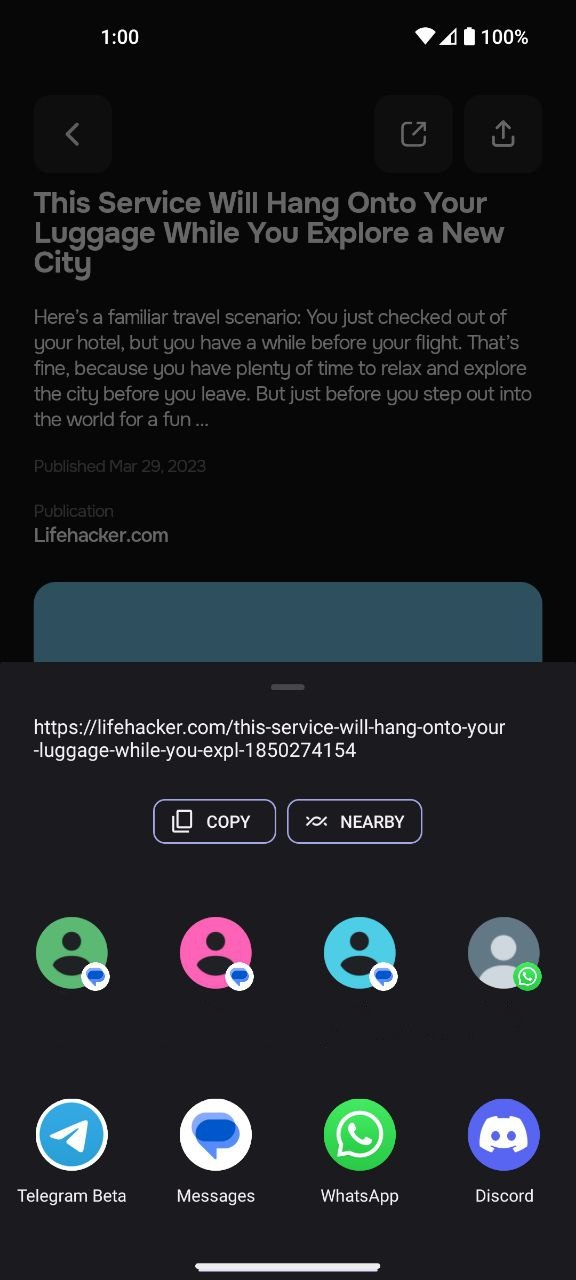 1:00
100%
This Service Will Hang Onto Your
Luggage While You Explore a New
City
Here's a familiar travel scenario: You just checked out of
your hotel, but you have a while before your flight. That's
fine, because you have plenty of time to relax and explore
the city before you leave. But just before you step out into
the world for a fun ...
Published Mar 29, 2023
Publication
Lifehacker.com
https://lifehacker.com/this-service-will-hang-onto-your
-luggage-while-you-expl-1850274154
COPY
NEARBY
Telegram Beta
Messages
WhatsApp
Discord